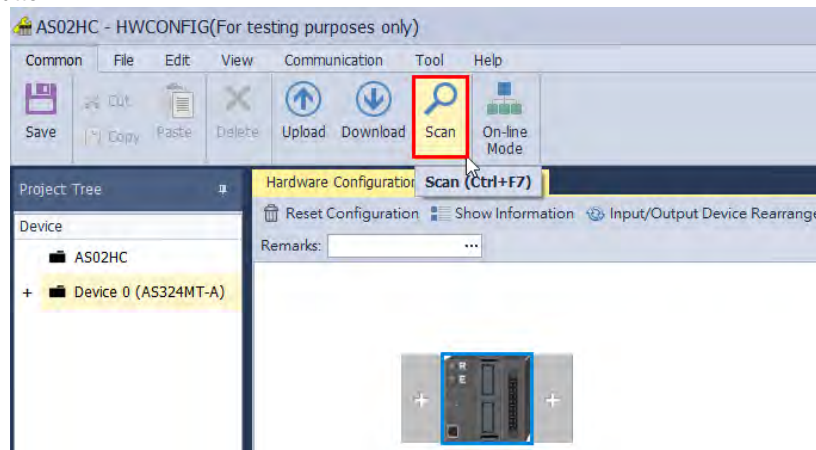 AS02HC - HWCONFIG(For testing purposes only)
Common File Edit View Communication Tool Help
Save Cut Copy Paste Delete Upload Download Scan On-line Mode
Project Tree
Hardware Configuration Scan (Ctrl+F7)
Reset Configuration Show Information Input/Output Device Rearrange
Device
Remarks: ...
AS02HC
+ Device 0 (AS324MT-A)
R
+ E +